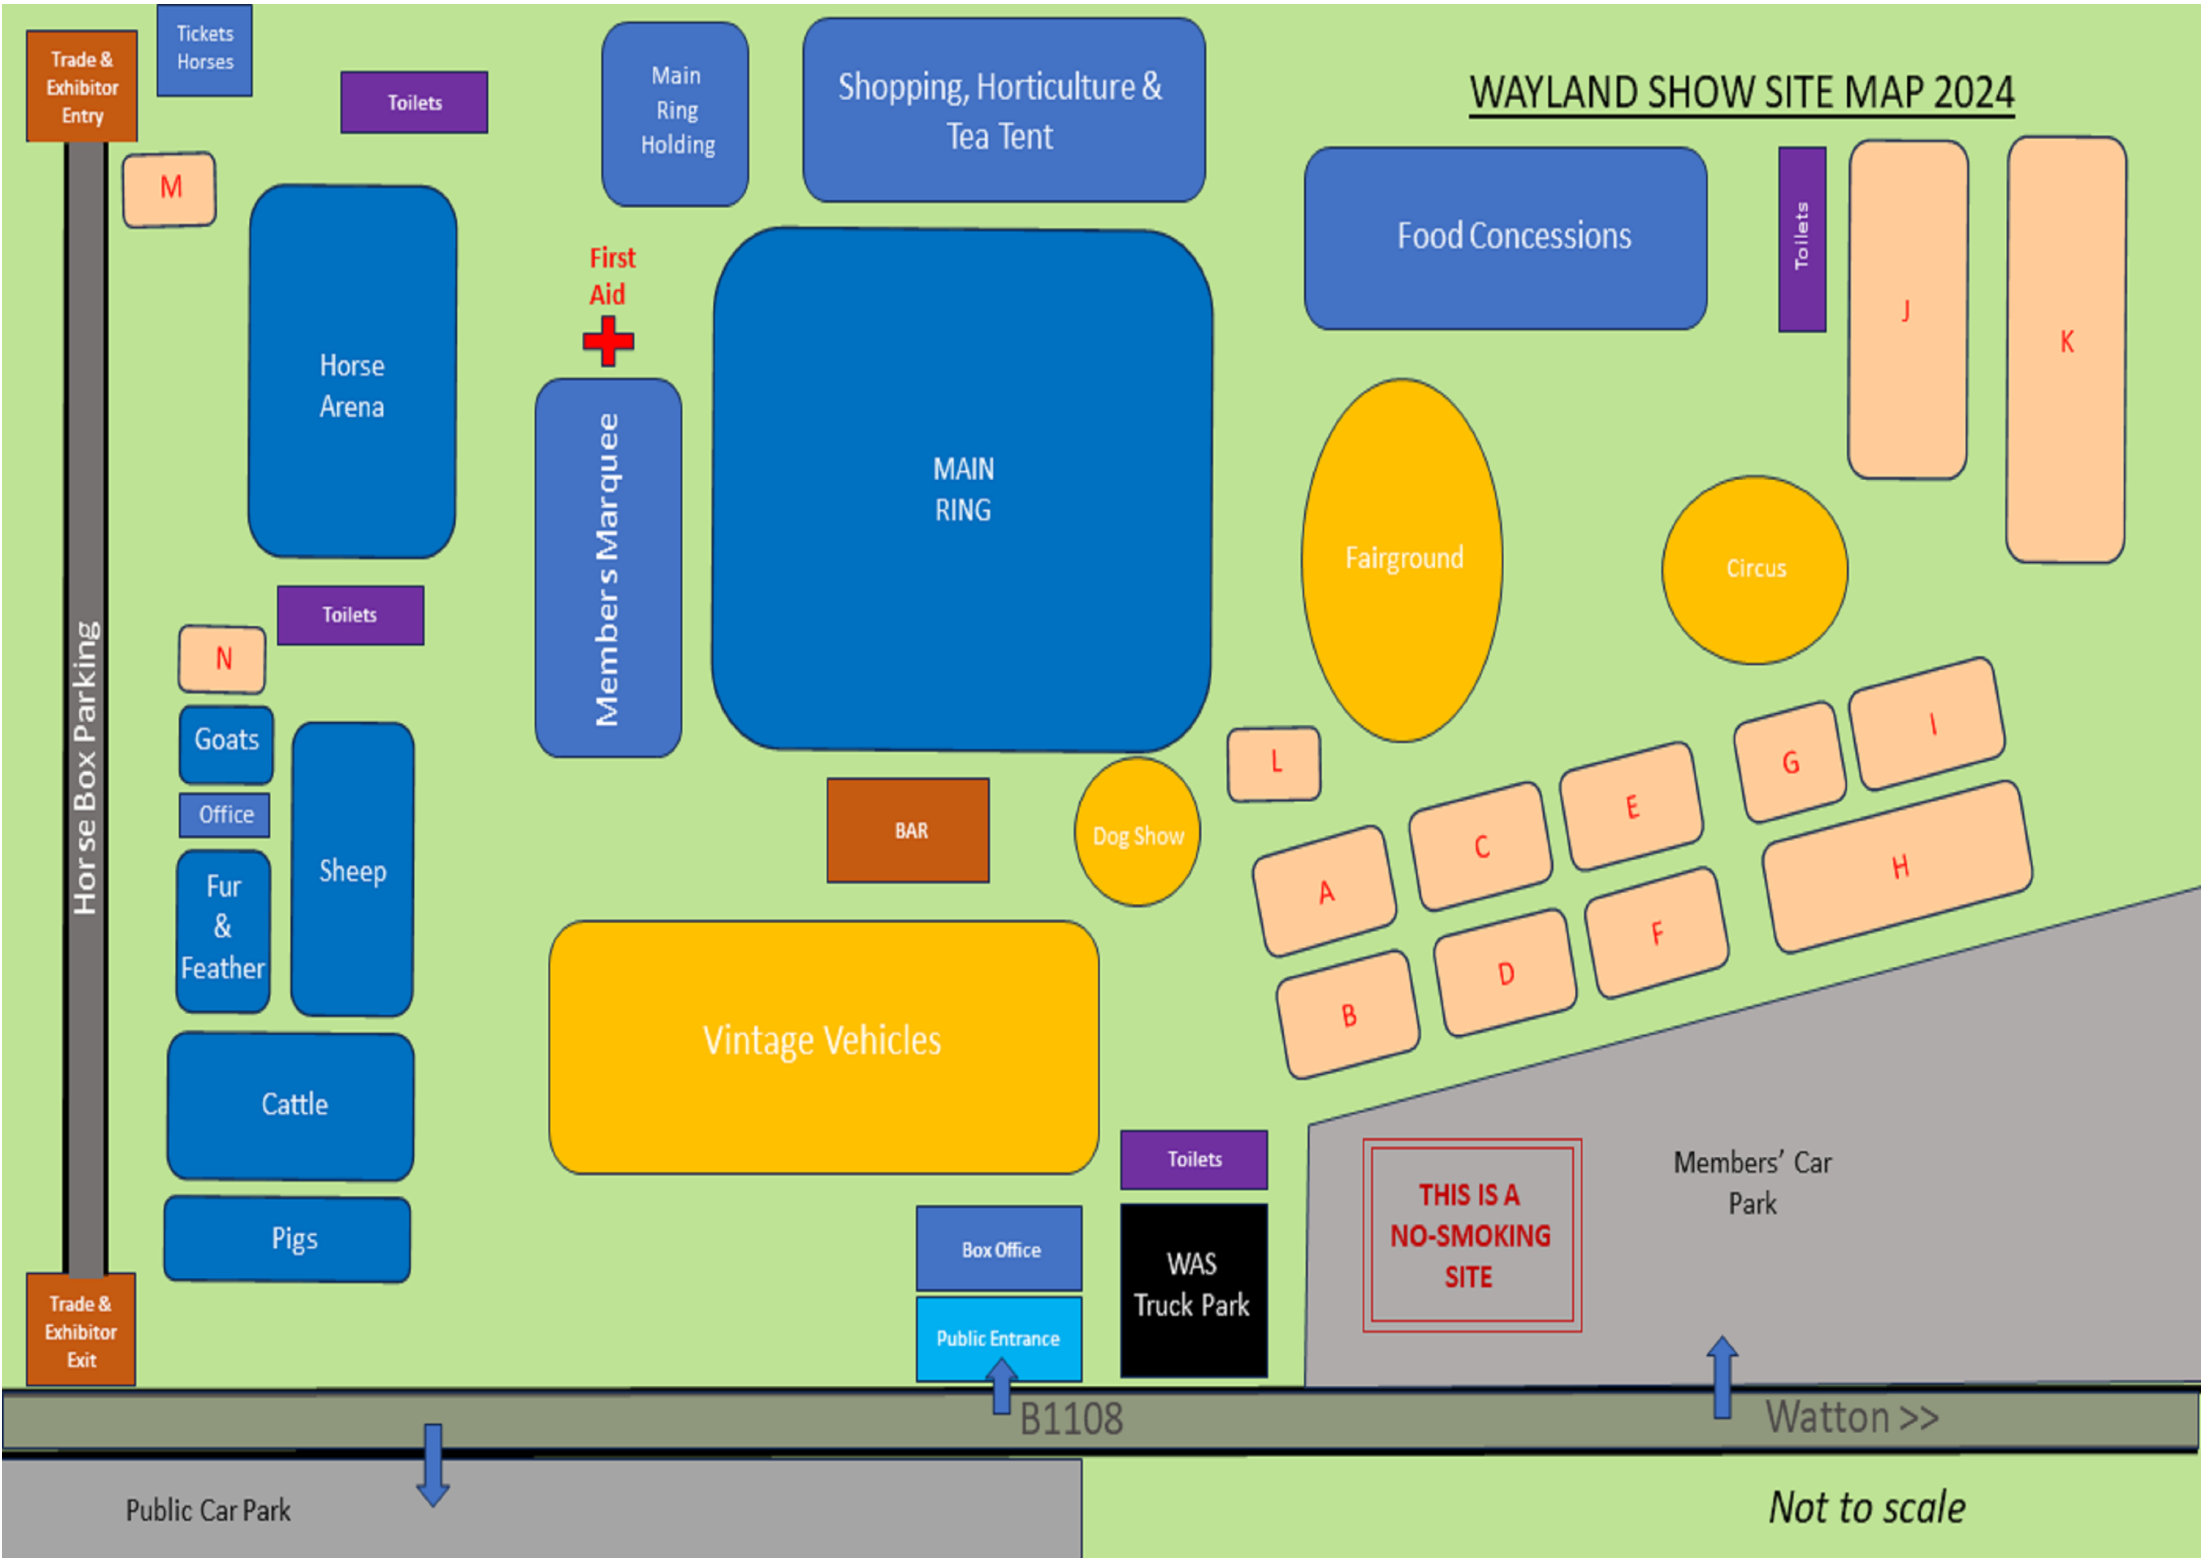 WAYLAND SHOW SITE MAP 2024
Trade &
Exhibitor
Entry
Tickets
Horses
Toilets
Main
Ring
Holding
Shopping, Horticulture &
Tea Tent
Food Concessions
Toilets
J
K
M
Horse
Arena
First
Aid
Members Marquee
MAIN
RING
Fairground
Circus
Toilets
N
Horse Box Parking
Goats
Office
Sheep
Fur
&
Feather
Cattle
Pigs
BAR
Dog Show
L
A
B
C
D
E
F
G
H
I
Vintage Vehicles
Toilets
Box Office
Public Entrance
WAS
Truck Park
THIS IS A
NO-SMOKING
SITE
Members' Car
Park
Trade &
Exhibitor
Exit
B1108
Watton >>
Public Car Park
Not to scale